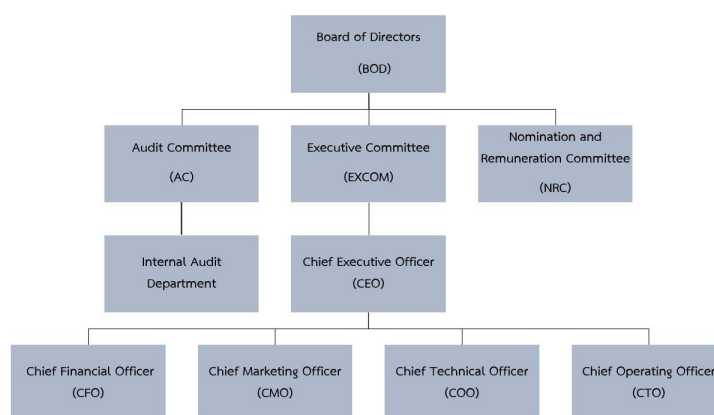 Board of Directors
(BOD)
Audit Committee
(AC)
Executive Committee
(EXCOM)
Nomination and
Remuneration Committee
(NRC)
Internal Audit
Department
Chief Executive Officer
(CEO)
Chief Financial Officer
(CFO)
Chief Marketing Officer
(CMO)
Chief Technical Officer
(COO)
Chief Operating Officer
(CTO)